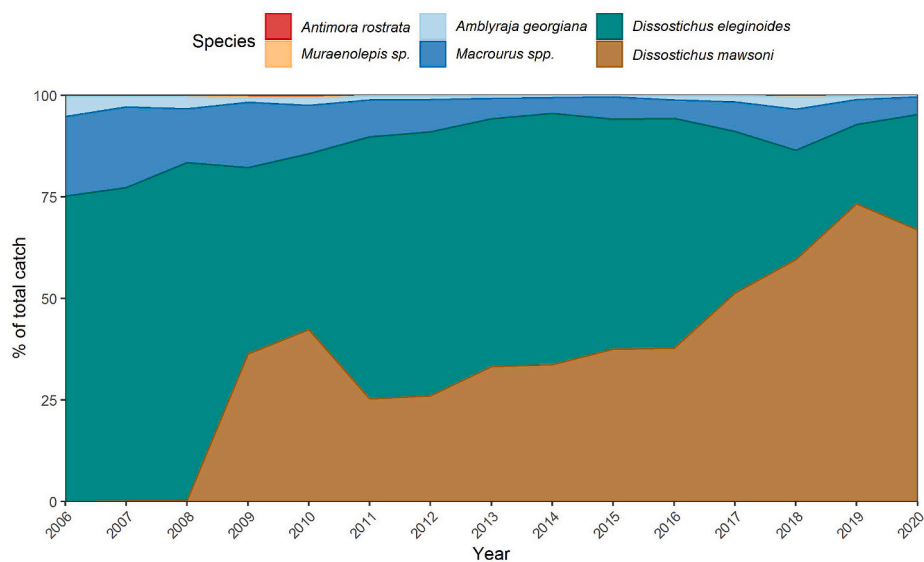 Species
Antimora rostrata
Amblyraja georgiana
Dissostichus eleginoides
Muraenolepis sp.
Macrourus spp.
Dissostichus mawsoni
% of total catch
100
75
50
25
0
2006 2007 2008 2009 2010 2011 2012 2013 2014 2015 2016 2017 2018 2019 2020
Year